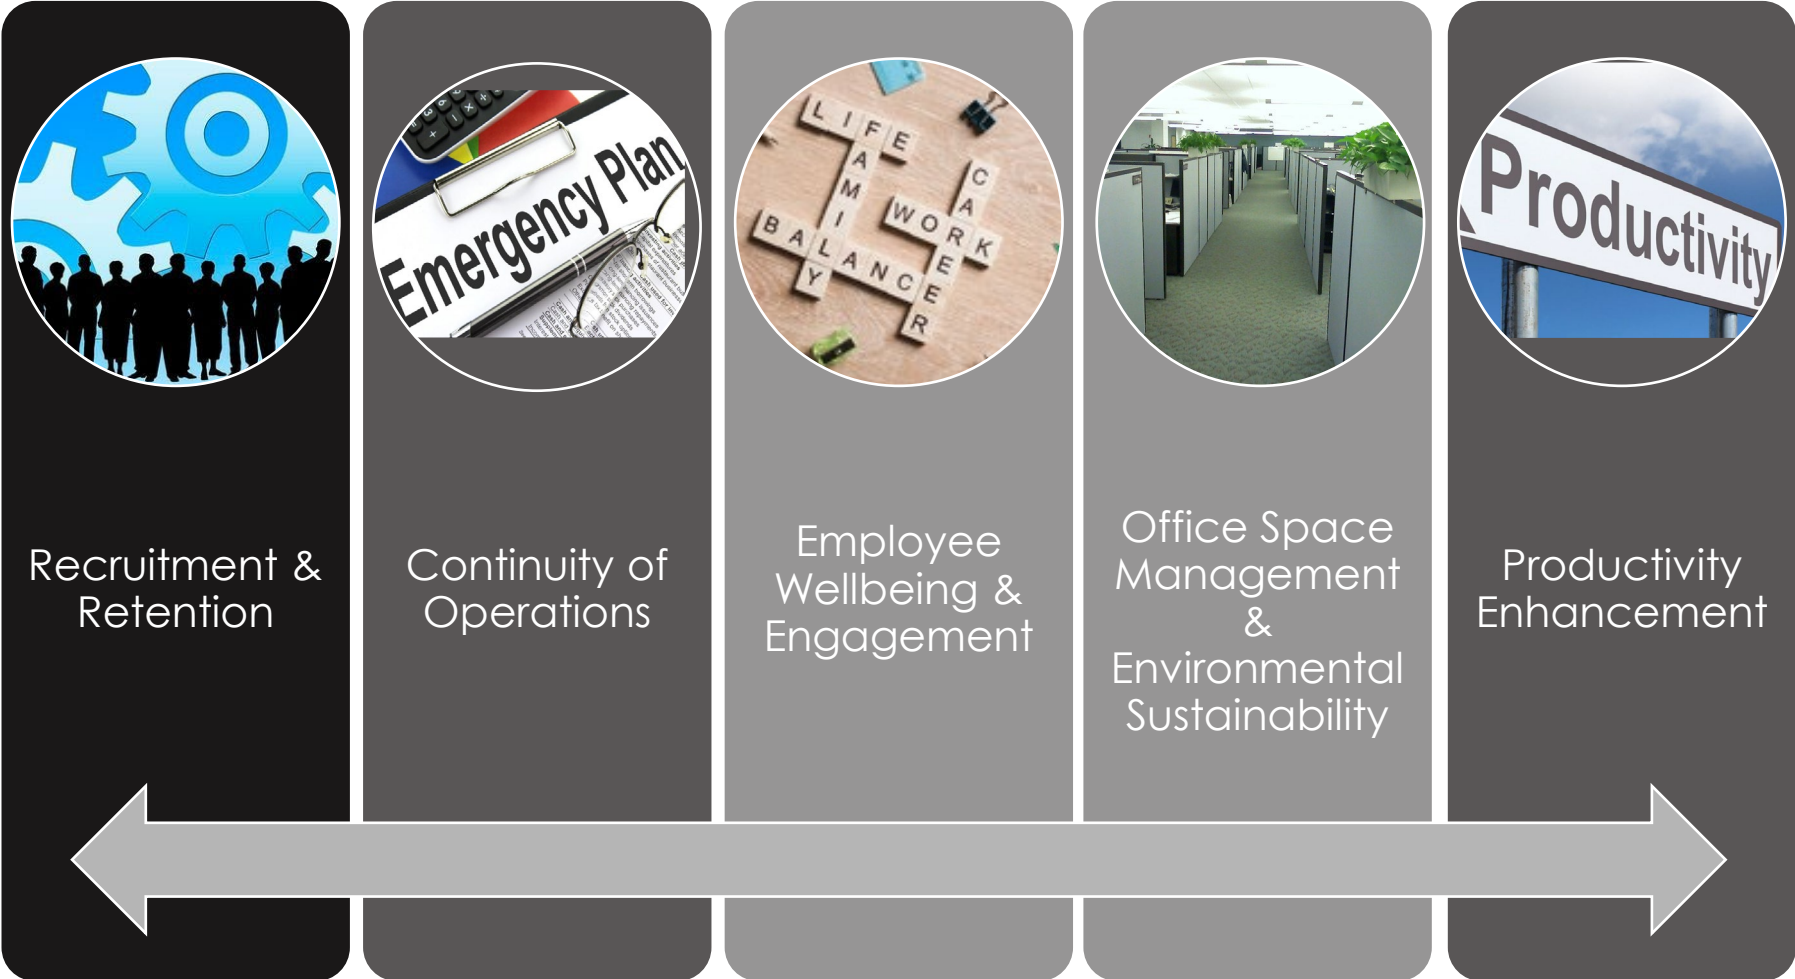 Emergency Plan
LIFE
FAMILY
BALANCE
CAREER
WORK
Productivity
Recruitment &
Retention
Continuity of
Operations
Employee
Wellbeing &
Engagement
Office Space
Management
&
Environmental
Sustainability
Productivity
Enhancement